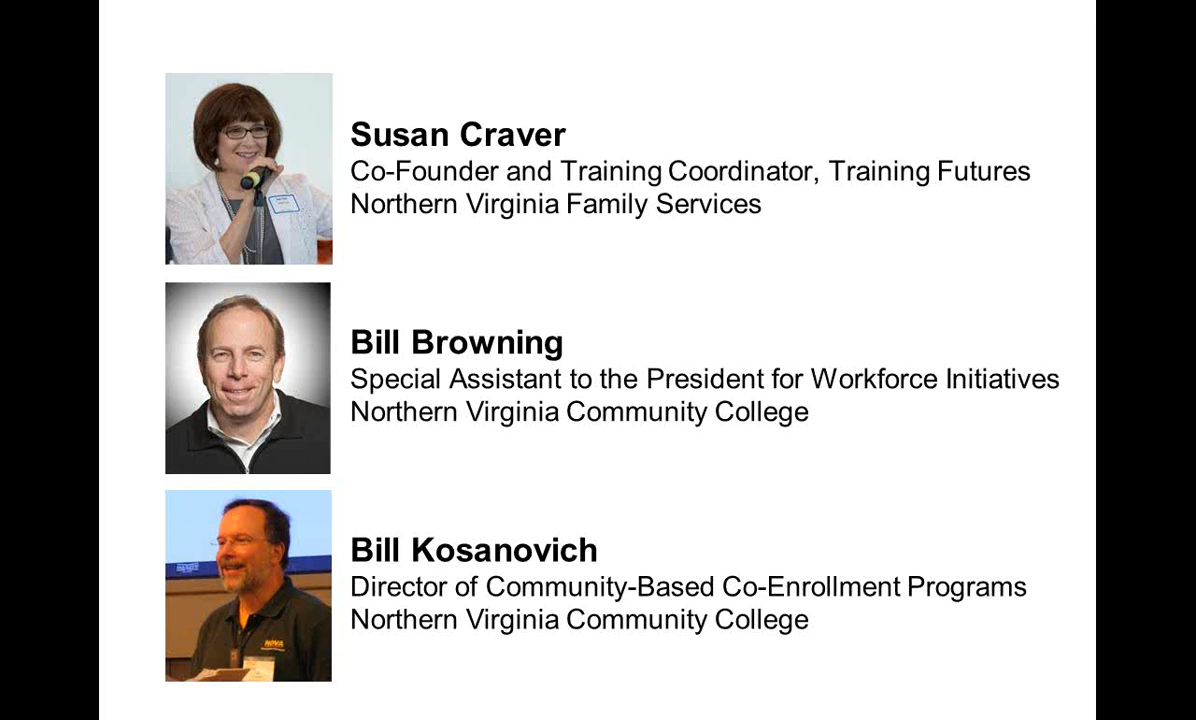 Susan Craver
Co-Founder and Training Coordinator, Training Futures
Northern Virginia Family Services
Bill Browning
Special Assistant to the President for Workforce Initiatives
Northern Virginia Community College
Bill Kosanovich
Director of Community-Based Co-Enrollment Programs
Northern Virginia Community College
NOVA